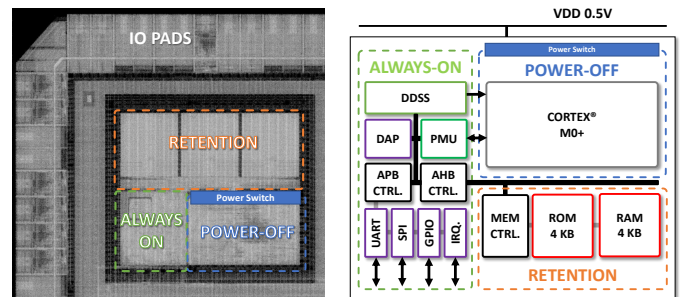 IO PADS
RETENTION
Power Switch
ALWAYS
ON
POWER-OFF
VDD 0.5V
Power Switch
ALWAYS-ON
POWER-OFF
DDSS
CORTEX®
M0+
DAP
PMU
APB
CTRL.
AHB
CTRL.
UART
SPI
GPIO
IRQ.
MEM
CTRL.
ROM
4 KB
RAM
4 KB
RETENTION